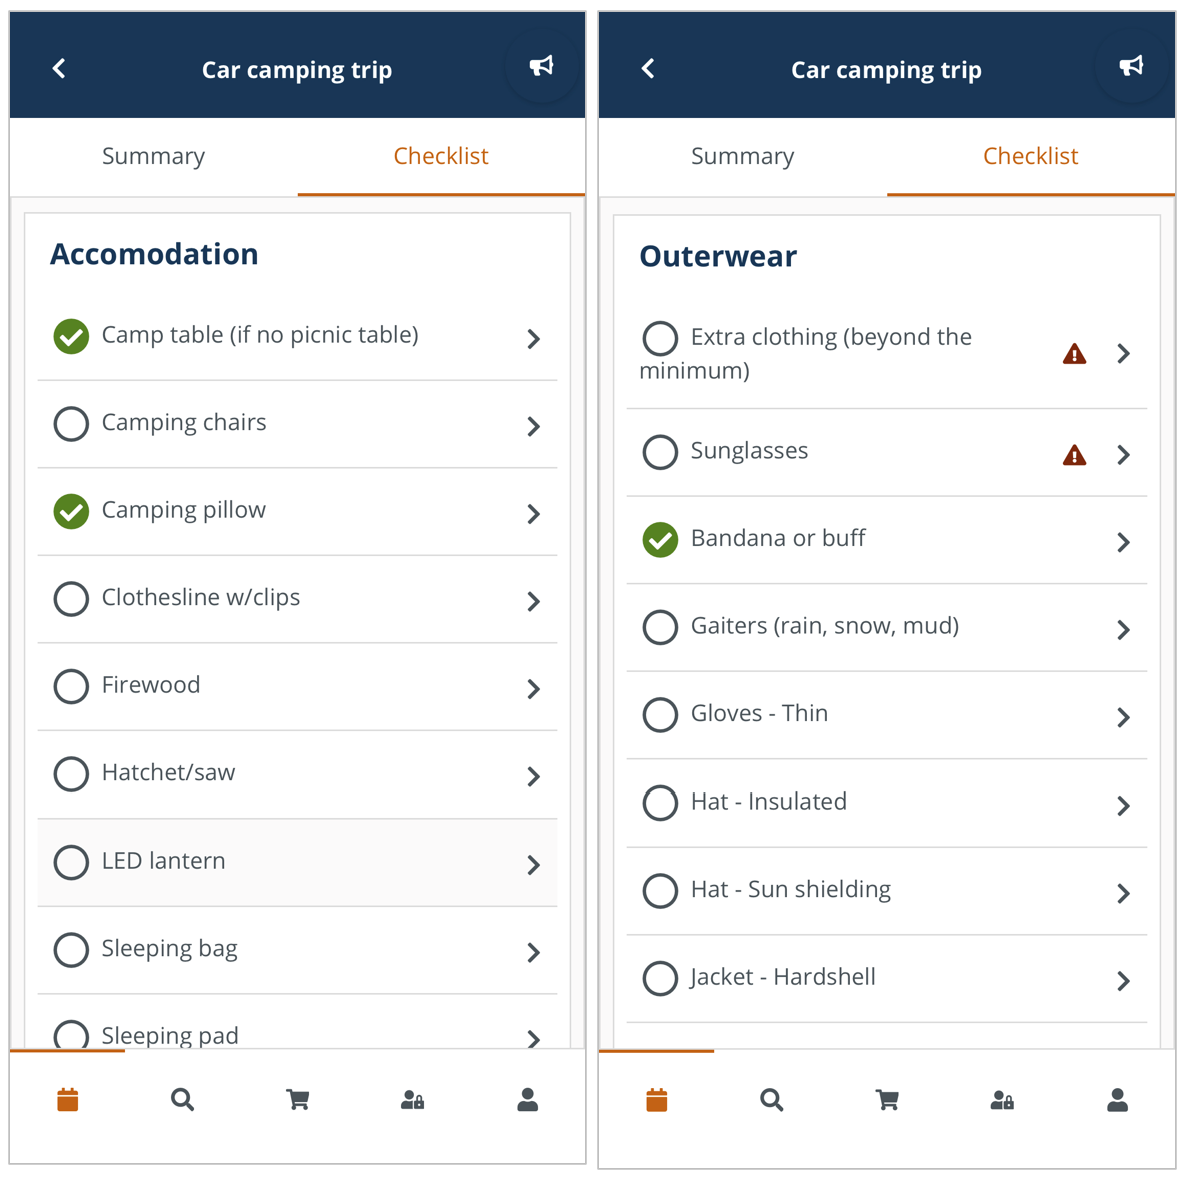 Car camping trip
Summary
Checklist
Accomodation
Camp table (if no picnic table)
Camping chairs
Camping pillow
Clothesline w/clips
Firewood
Hatchet/saw
LED lantern
Sleeping bag
Sleeping pad
Car camping trip
Summary
Checklist
Outerwear
Extra clothing (beyond the
minimum)
Sunglasses
Bandana or buff
Gaiters (rain, snow, mud)
Gloves - Thin
Hat - Insulated
Hat - Sun shielding
Jacket - Hardshell